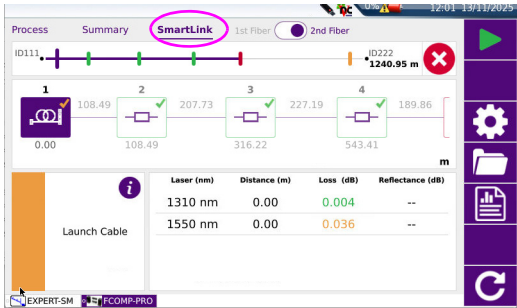 DC 0% 12:01 13/11/2025
Process Summary SmartLink 1st Fiber 2nd Fiber
ID111 ID222
1240.95 m
1 2 3 4
108.49 207.73 227.19 189.86
0.00 108.49 316.22 543.41
m
Laser (nm) Distance (m) Loss (dB) Reflectance (dB)
1310 nm 0.00 0.004 --
1550 nm 0.00 0.036 --
i
Launch Cable
EXPERT-SM FCOMP-PRO